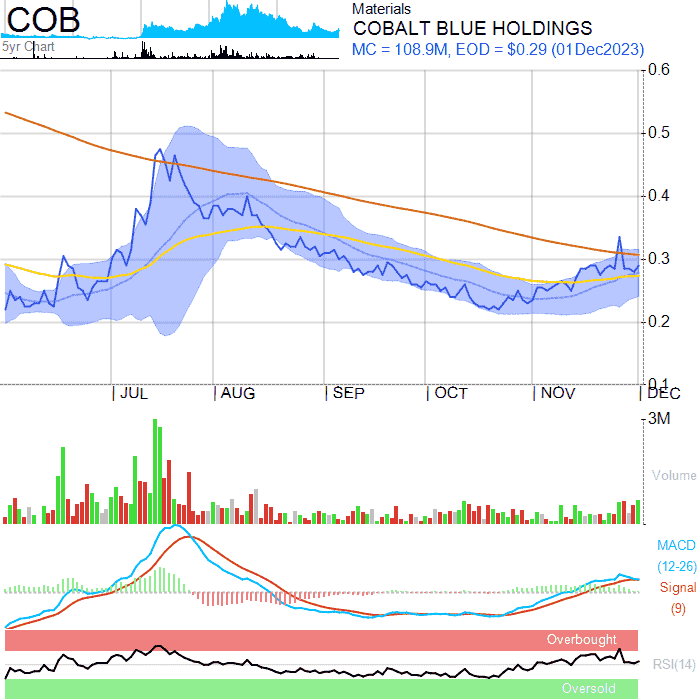 COB
5yr Chart
Materials
COBALT BLUE HOLDINGS
MC = 108.9M, EOD = $0.29 (01Dec2023)
0.6
0.5
0.4
0.3
0.2
0.1
JUL AUG SEP OCT NOV DEC
3M
Volume
MACD
(12-26)
Signal
(9)
Overbought
RSI(14)
Oversold